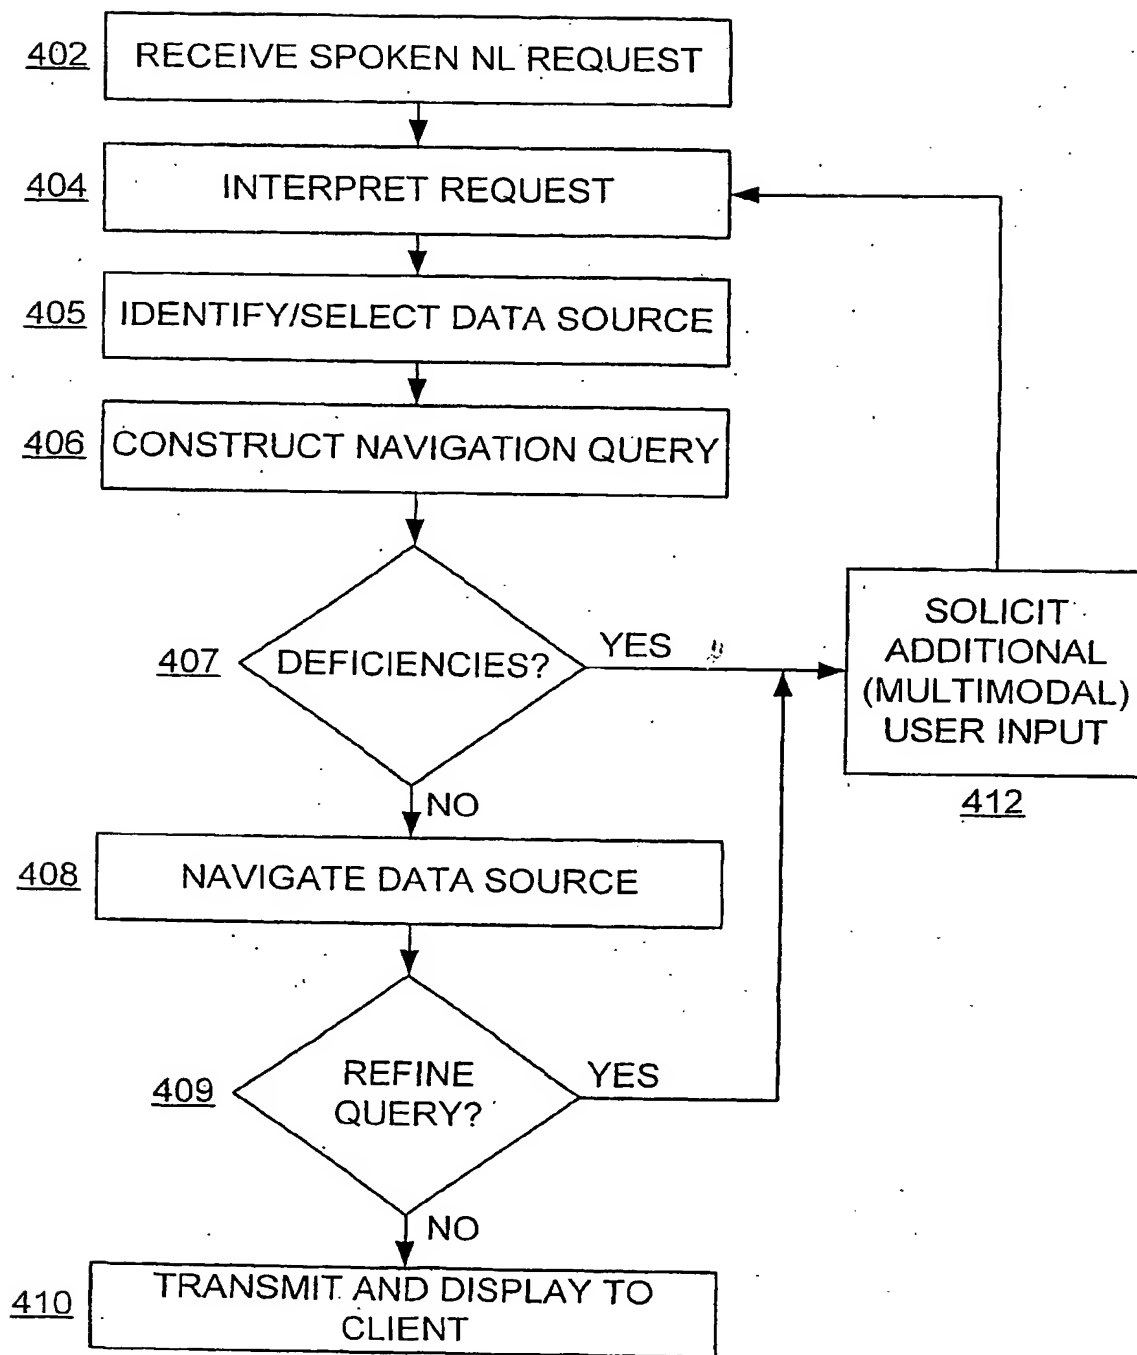 402 RECEIVE SPOKEN NL REQUEST
404 INTERPRET REQUEST
405 IDENTIFY/SELECT DATA SOURCE
406 CONSTRUCT NAVIGATION QUERY
407 DEFICIENCIES?
YES
SOLICIT
ADDITIONAL
(MULTIMODAL)
USER INPUT
412
NO
408 NAVIGATE DATA SOURCE
409 REFINE
QUERY?
YES
NO
410 TRANSMIT AND DISPLAY TO
CLIENT